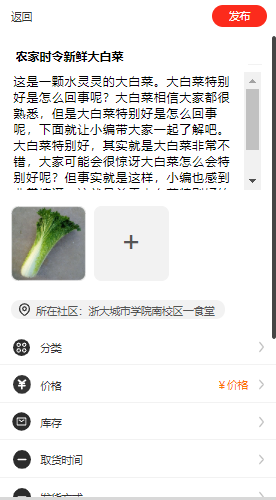 返回
发布
农家时令新鲜大白菜
这是一颗水灵灵的大白菜。大白菜特别
好是怎么回事呢？大白菜相信大家都很
熟悉，但是大白菜特别好是怎么回事
呢，下面就让小编带大家一起了解吧。
大白菜特别好，其实就是大白菜非常不
错，大家可能会很惊讶大白菜怎么会特
别好呢？但事实就是这样，小编也感到
+
所在社区：浙大城市学院南校区一食堂
分类
¥
价格
¥价格
库存
取货时间
发货方式